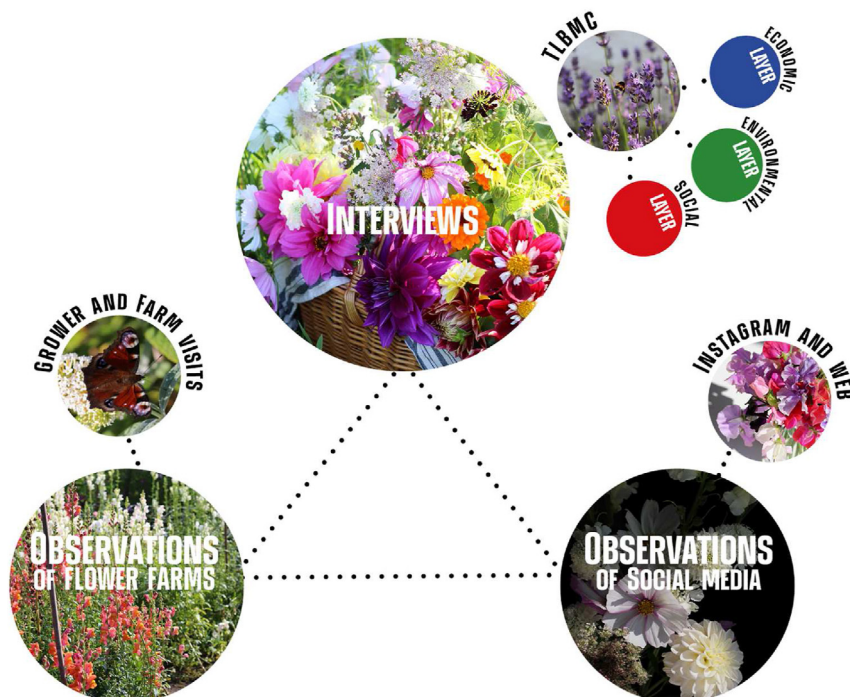 TLBMC
ECONOMIC
LAYER
ENVIRONMENTAL
LAYER
SOCIAL
LAYER
INTERVIEWS
GROWER AND FARM VISITS
INSTAGRAM AND WEB
OBSERVATIONS
OF FLOWER FARMS
OBSERVATIONS
OF SOCIAL MEDIA